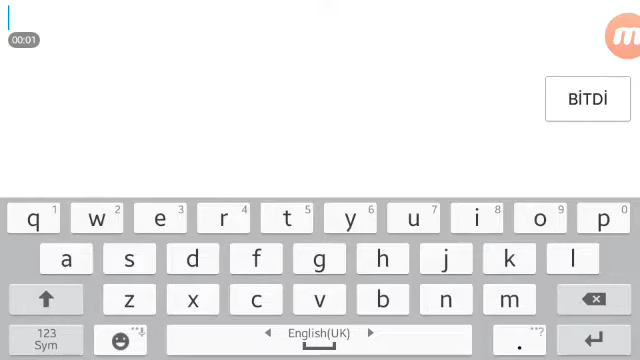 00:01
m
BİTDİ
q 1 w 2 e 3 r 4 t 5 y 6 u 7 i 8 o 9 p 0
a s d f g h j k l
z x c v b n m
123 English(UK) . ?
Sym